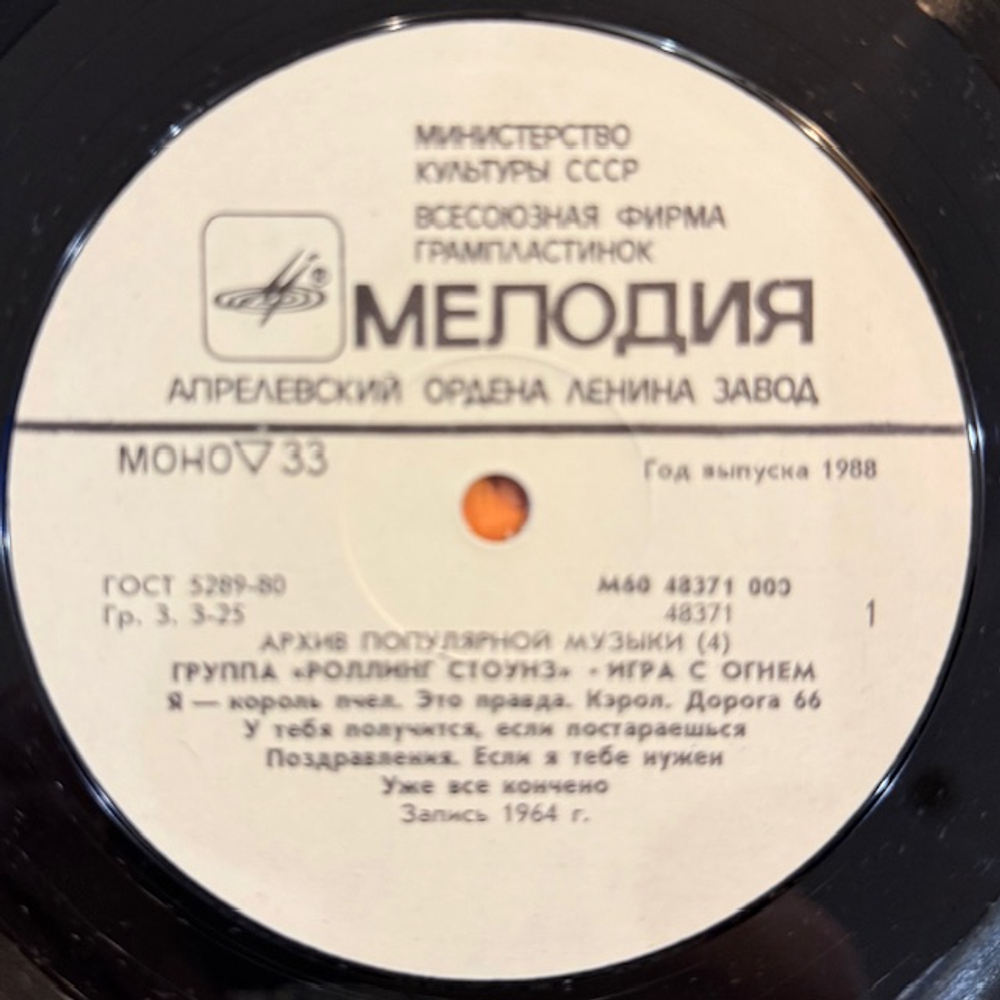 МИНИСТЕРСТВО
КУЛЬТУРЫ СССР
ВСЕСОЮЗНАЯ ФИРМА
ГРАМПЛАСТИНОК
МЕЛОДИЯ
АПРЕЛЕВСКИЙ ОРДЕНА ЛЕНИНА ЗАВОД
МОНО ▽ 33
Год выпуска 1988
ГОСТ 5289-80
М60 48371 003
Гр. 3. 3-25
48371
1
АРХИВ ПОПУЛЯРНОЙ МУЗЫКИ (4)
ГРУППА «РОЛЛИНГ СТОУНЗ» - ИГРА С ОГНЕМ
Я — король пчел. Это правда. Кэрол. Дорога 66
У тебя получится, если постараешься
Поздравления. Если я тебе нужен
Уже все кончено
Запись 1964 г.